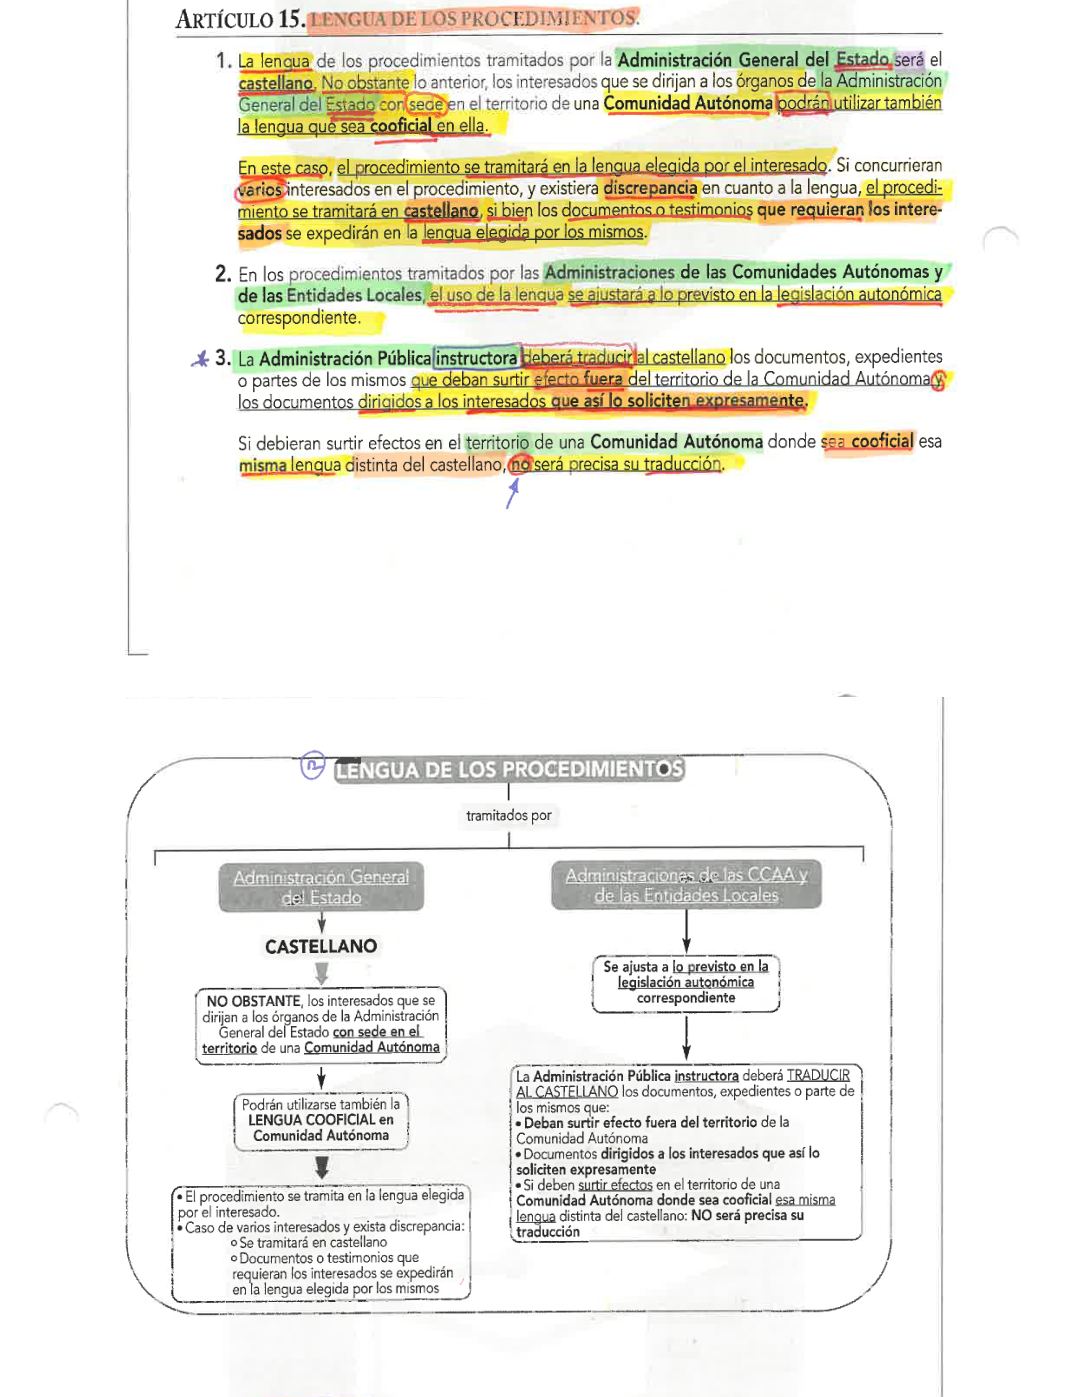 ARTÍCULO 15. LENGUA DE LOS PROCEDIMIENTOS.
1. La lengua de los procedimientos tramitados por la Administración General del Estado será el
castellano. No obstante lo anterior, los interesados que se dirijan a los órganos de la Administración
General del Estado con sede en el territorio de una Comunidad Autónoma podrán utilizar también
la lengua que sea cooficial en ella.
En este caso, el procedimiento se tramitará en la lengua elegida por el interesado. Si concurrieran
varios interesados en el procedimiento, y existiera discrepancia en cuanto a la lengua, el procedi-
miento se tramitará en castellano, si bien los documentos o testimonios que requieran los intere-
sados se expedirán en la lengua elegida por los mismos.
2. En los procedimientos tramitados por las Administraciones de las Comunidades Autónomas y
de las Entidades Locales, el uso de la lengua se ajustará a lo previsto en la legislación autonómica
correspondiente.
3. La Administración Pública instructora deberá traducir al castellano los documentos, expedientes
o partes de los mismos que deban surtir efecto fuera del territorio de la Comunidad Autónoma y
los documentos dirigidos a los interesados que así lo soliciten expresamente.
Si debieran surtir efectos en el territorio de una Comunidad Autónoma donde sea cooficial esa
misma lengua distinta del castellano, no será precisa su traducción.
LENGUA DE LOS PROCEDIMIENTOS
tramitados por
Administración General
del Estado
CASTELLANO
NO OBSTANTE, los interesados que se
dirijan a los órganos de la Administración
General del Estado con sede en el
territorio de una Comunidad Autónoma
Podrán utilizarse también la
LENGUA COOFICIAL en
Comunidad Autónoma
• El procedimiento se tramita en la lengua elegida
por el interesado.
• Caso de varios interesados y exista discrepancia:
o Se tramitará en castellano
o Documentos o testimonios que
requieran los interesados se expedirán
en la lengua elegida por los mismos
Administraciones de las CCAA y
de las Entidades Locales
Se ajusta a lo previsto en la
legislación autonómica
correspondiente
La Administración Pública instructora deberá TRADUCIR
AL CASTELLANO los documentos, expedientes o parte de
los mismos que:
• Deban surtir efecto fuera del territorio de la
Comunidad Autónoma
• Documentos dirigidos a los interesados que así lo
soliciten expresamente
• Si deben surtir efectos en el territorio de una
Comunidad Autónoma donde sea cooficial esa misma
lengua distinta del castellano: NO será precisa su
traducción